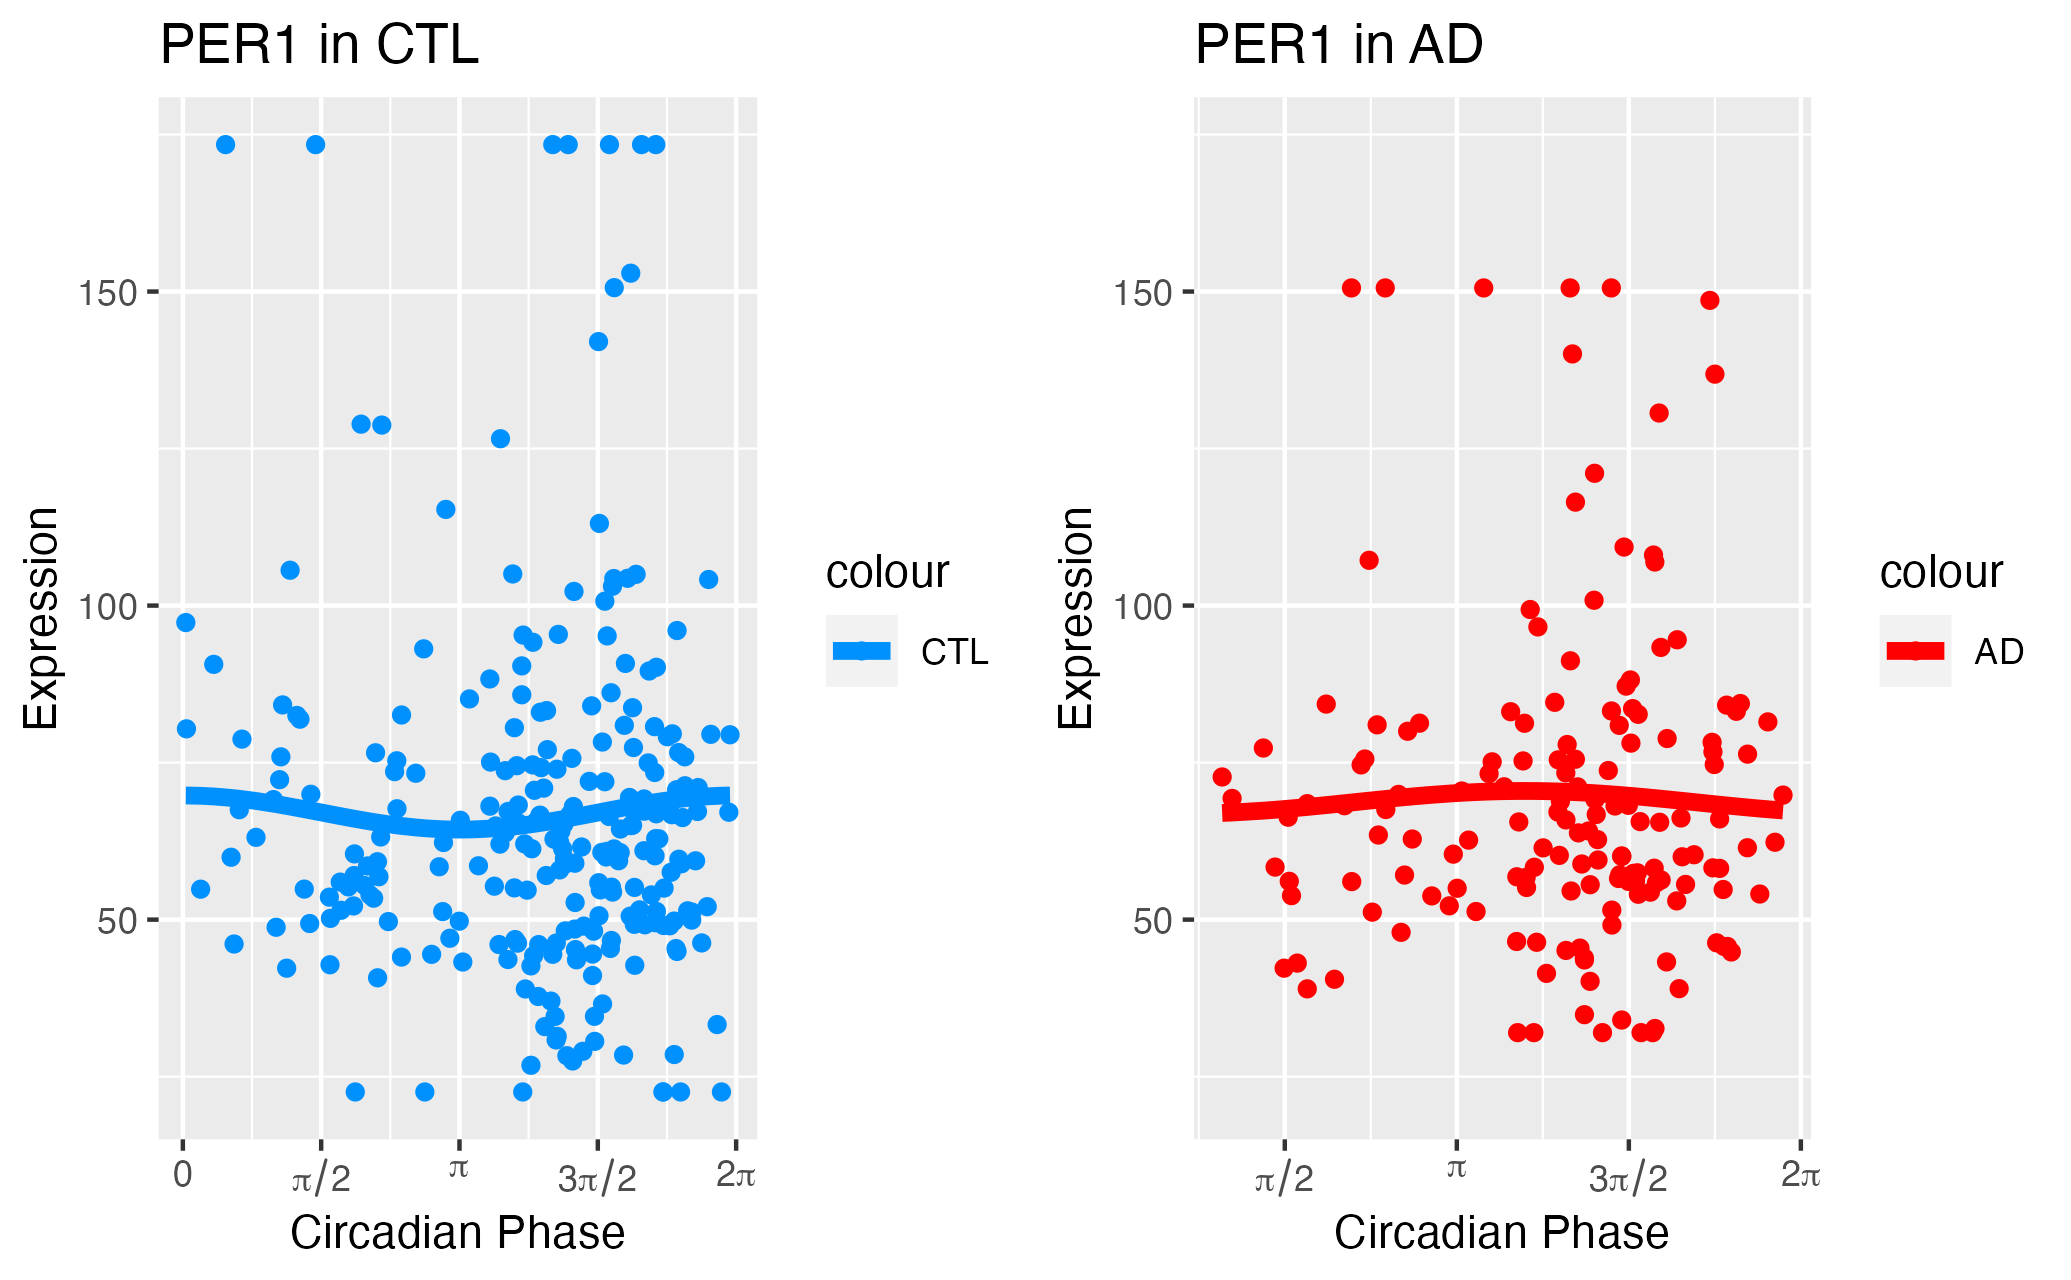 PER1 in CTL
150
100
50
Expression
0
π/2
π
3π/2
2π
Circadian Phase
colour
CTL
PER1 in AD
150
100
50
Expression
π/2
π
3π/2
2π
Circadian Phase
colour
AD